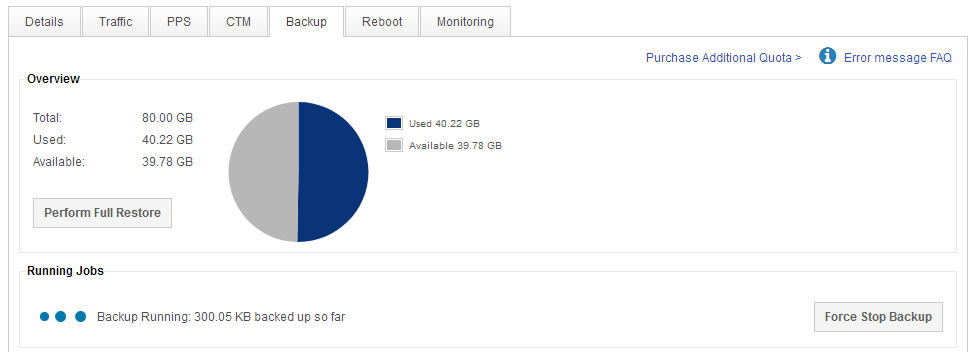 Details Traffic PPS CTM Backup Reboot Monitoring
Purchase Additional Quota > i Error message FAQ
Overview
Total: 80.00 GB
Used: 40.22 GB
Available: 39.78 GB
Used 40.22 GB
Available 39.78 GB
Perform Full Restore
Running Jobs
Backup Running: 300.05 KB backed up so far
Force Stop Backup